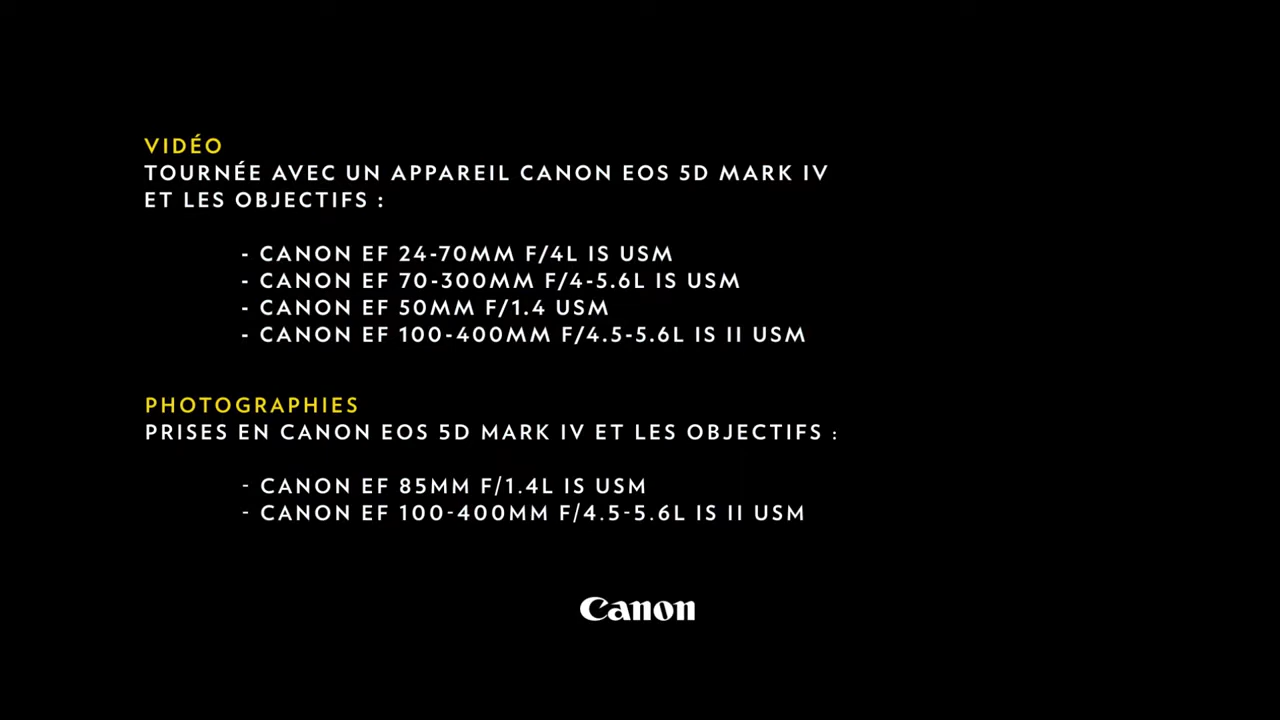 VIDÉO
TOURNÉE AVEC UN APPAREIL CANON EOS 5D MARK IV
ET LES OBJECTIFS :
- CANON EF 24-70MM F/4L IS USM
- CANON EF 70-300MM F/4-5.6L IS USM
- CANON EF 50MM F/1.4 USM
- CANON EF 100-400MM F/4.5-5.6L IS II USM
PHOTOGRAPHIES
PRISES EN CANON EOS 5D MARK IV ET LES OBJECTIFS :
- CANON EF 85MM F/1.4L IS USM
- CANON EF 100-400MM F/4.5-5.6L IS II USM
Canon